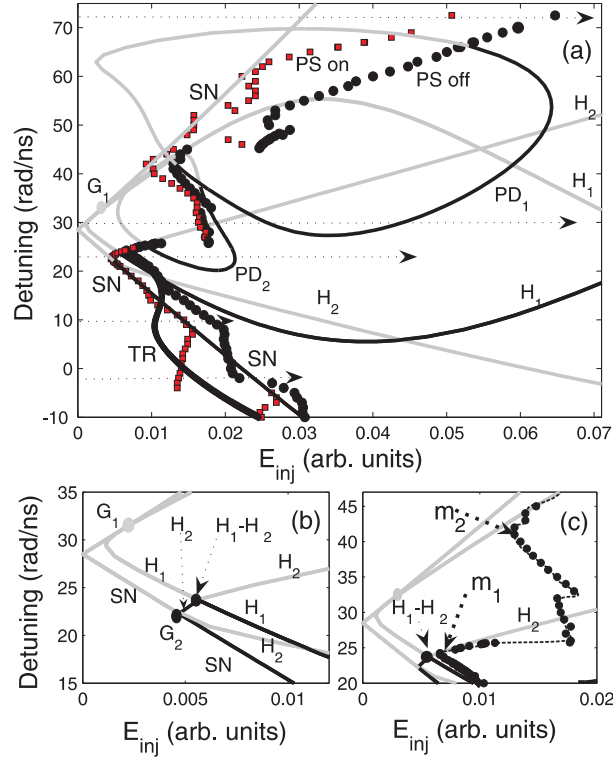 70
60
50
40
30
20
10
0
-10
Detuning (rad/ns)
(a)
PS on
PS off
SN
H2
G1
H1
PD1
PD2
SN
H2
H1
TR
SN
0
0.01
0.02
0.03
0.04
0.05
0.06
0.07
Einj (arb. units)
35
30
25
20
15
Detuning (rad/ns)
(b)
G1
H2
H1-H2
H2
H1
SN
G2
H1
H2
SN
0
0.005
0.01
Einj (arb. units)
45
40
35
30
25
20
(c)
m2
H1-H2
m1
H2
0
0.01
0.02
Einj (arb. units)